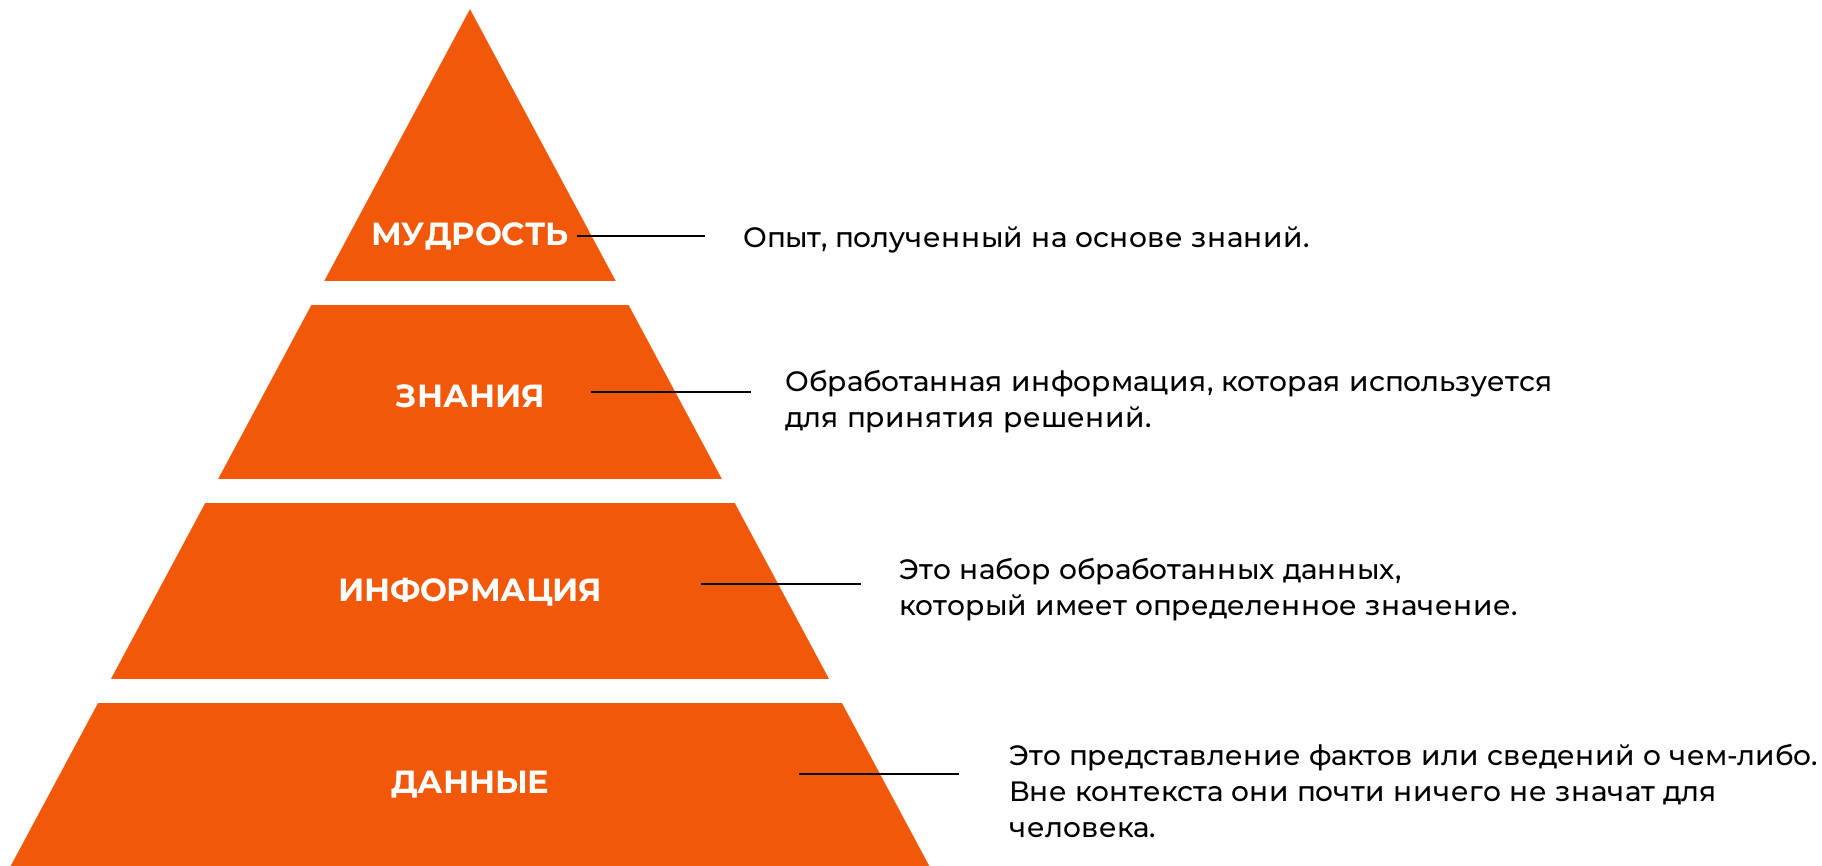 МУДРОСТЬ
Опыт, полученный на основе знаний.
ЗНАНИЯ
Обработанная информация, которая используется
для принятия решений.
ИНФОРМАЦИЯ
Это набор обработанных данных,
который имеет определенное значение.
ДАННЫЕ
Это представление фактов или сведений о чем-либо.
Вне контекста они почти ничего не значат для
человека.